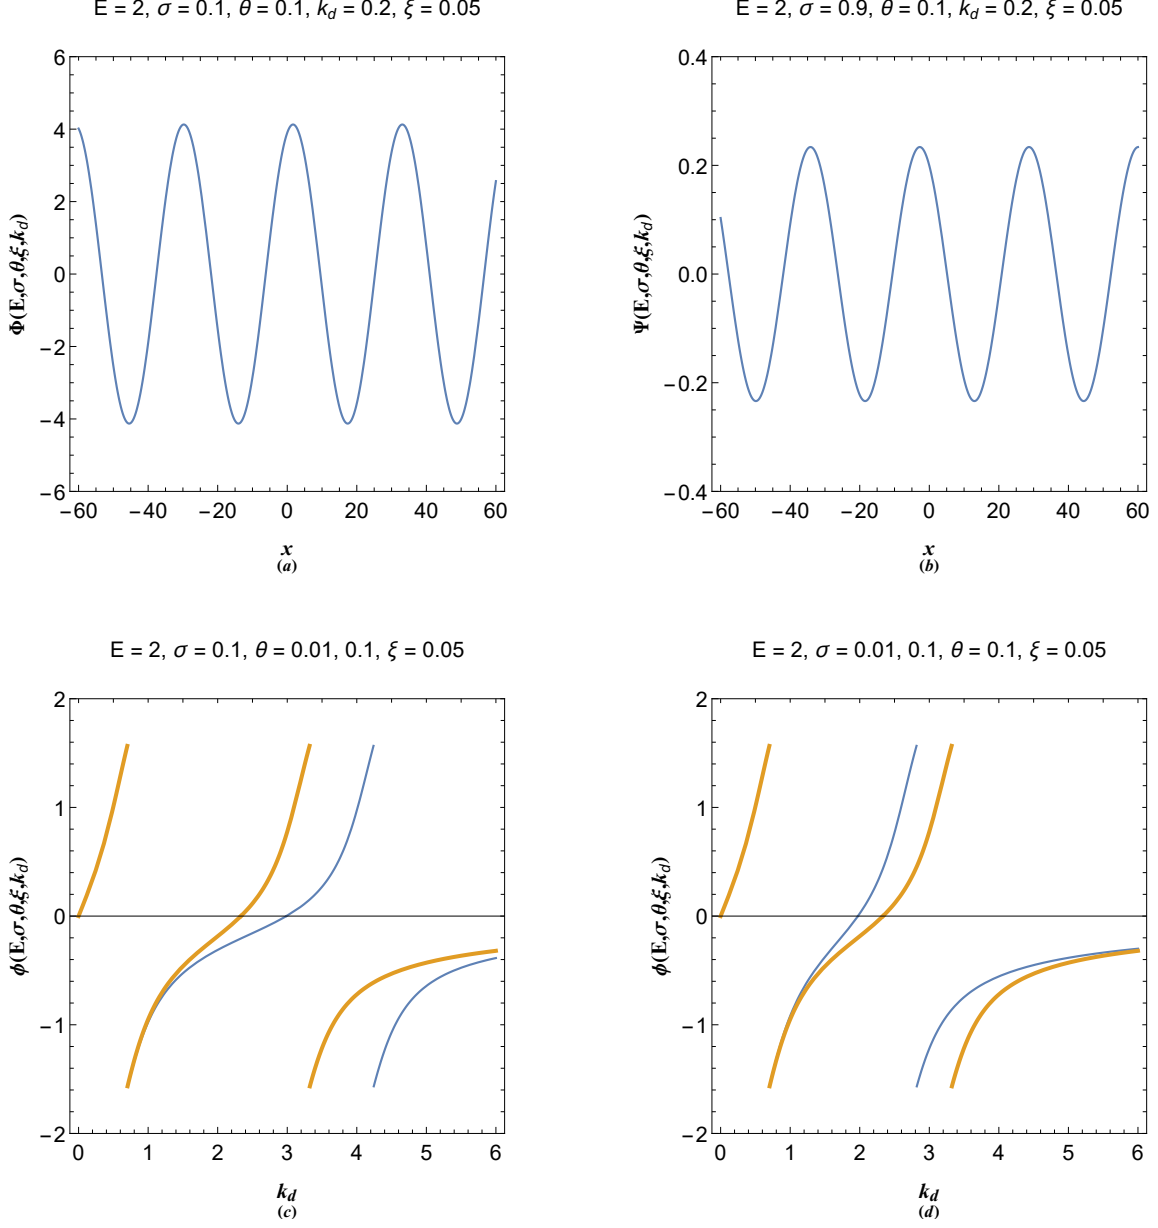 E = 2, σ = 0.1, θ = 0.1, k_d = 0.2, ξ = 0.05
6
4
2
0
−2
−4
−6
Φ(E,σ,θ,ξ,k_d)
−60 −40 −20 0 20 40 60
x
(a)
E = 2, σ = 0.9, θ = 0.1, k_d = 0.2, ξ = 0.05
0.4
0.2
0.0
−0.2
−0.4
Ψ(E,σ,θ,ξ,k_d)
−60 −40 −20 0 20 40 60
x
(b)
E = 2, σ = 0.1, θ = 0.01, 0.1, ξ = 0.05
2
1
0
−1
−2
ϕ(E,σ,θ,ξ,k_d)
0 1 2 3 4 5 6
k_d
(c)
E = 2, σ = 0.01, 0.1, θ = 0.1, ξ = 0.05
2
1
0
−1
−2
ϕ(E,σ,θ,ξ,k_d)
0 1 2 3 4 5 6
k_d
(d)